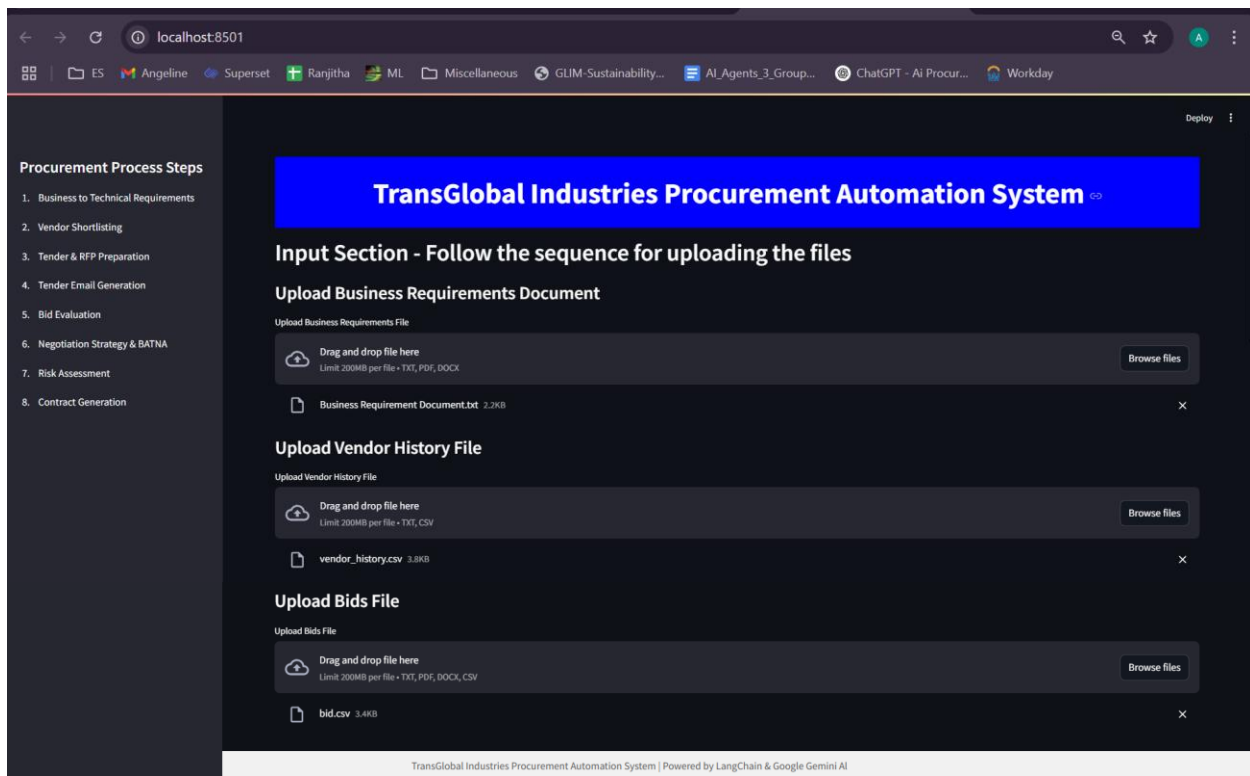 localhost:8501
A
ES
Angeline
Superset
Ranjitha
ML
Miscellaneous
GLIM-Sustainability...
AI_Agents_3_Group...
ChatGPT - Ai Procur...
Workday
Deploy
Procurement Process Steps
1. Business to Technical Requirements
2. Vendor Shortlisting
3. Tender & RFP Preparation
4. Tender Email Generation
5. Bid Evaluation
6. Negotiation Strategy & BATNA
7. Risk Assessment
8. Contract Generation
TransGlobal Industries Procurement Automation System
Input Section - Follow the sequence for uploading the files
Upload Business Requirements Document
Upload Business Requirements File
Drag and drop file here
Limit 200MB per file • TXT, PDF, DOCX
Browse files
Business Requirement Document.txt 2.2KB
Upload Vendor History File
Upload Vendor History File
Drag and drop file here
Limit 200MB per file • TXT, CSV
Browse files
vendor_history.csv 3.8KB
Upload Bids File
Upload Bids File
Drag and drop file here
Limit 200MB per file • TXT, PDF, DOCX, CSV
Browse files
bid.csv 3.4KB
TransGlobal Industries Procurement Automation System | Powered by LangChain & Google Gemini AI